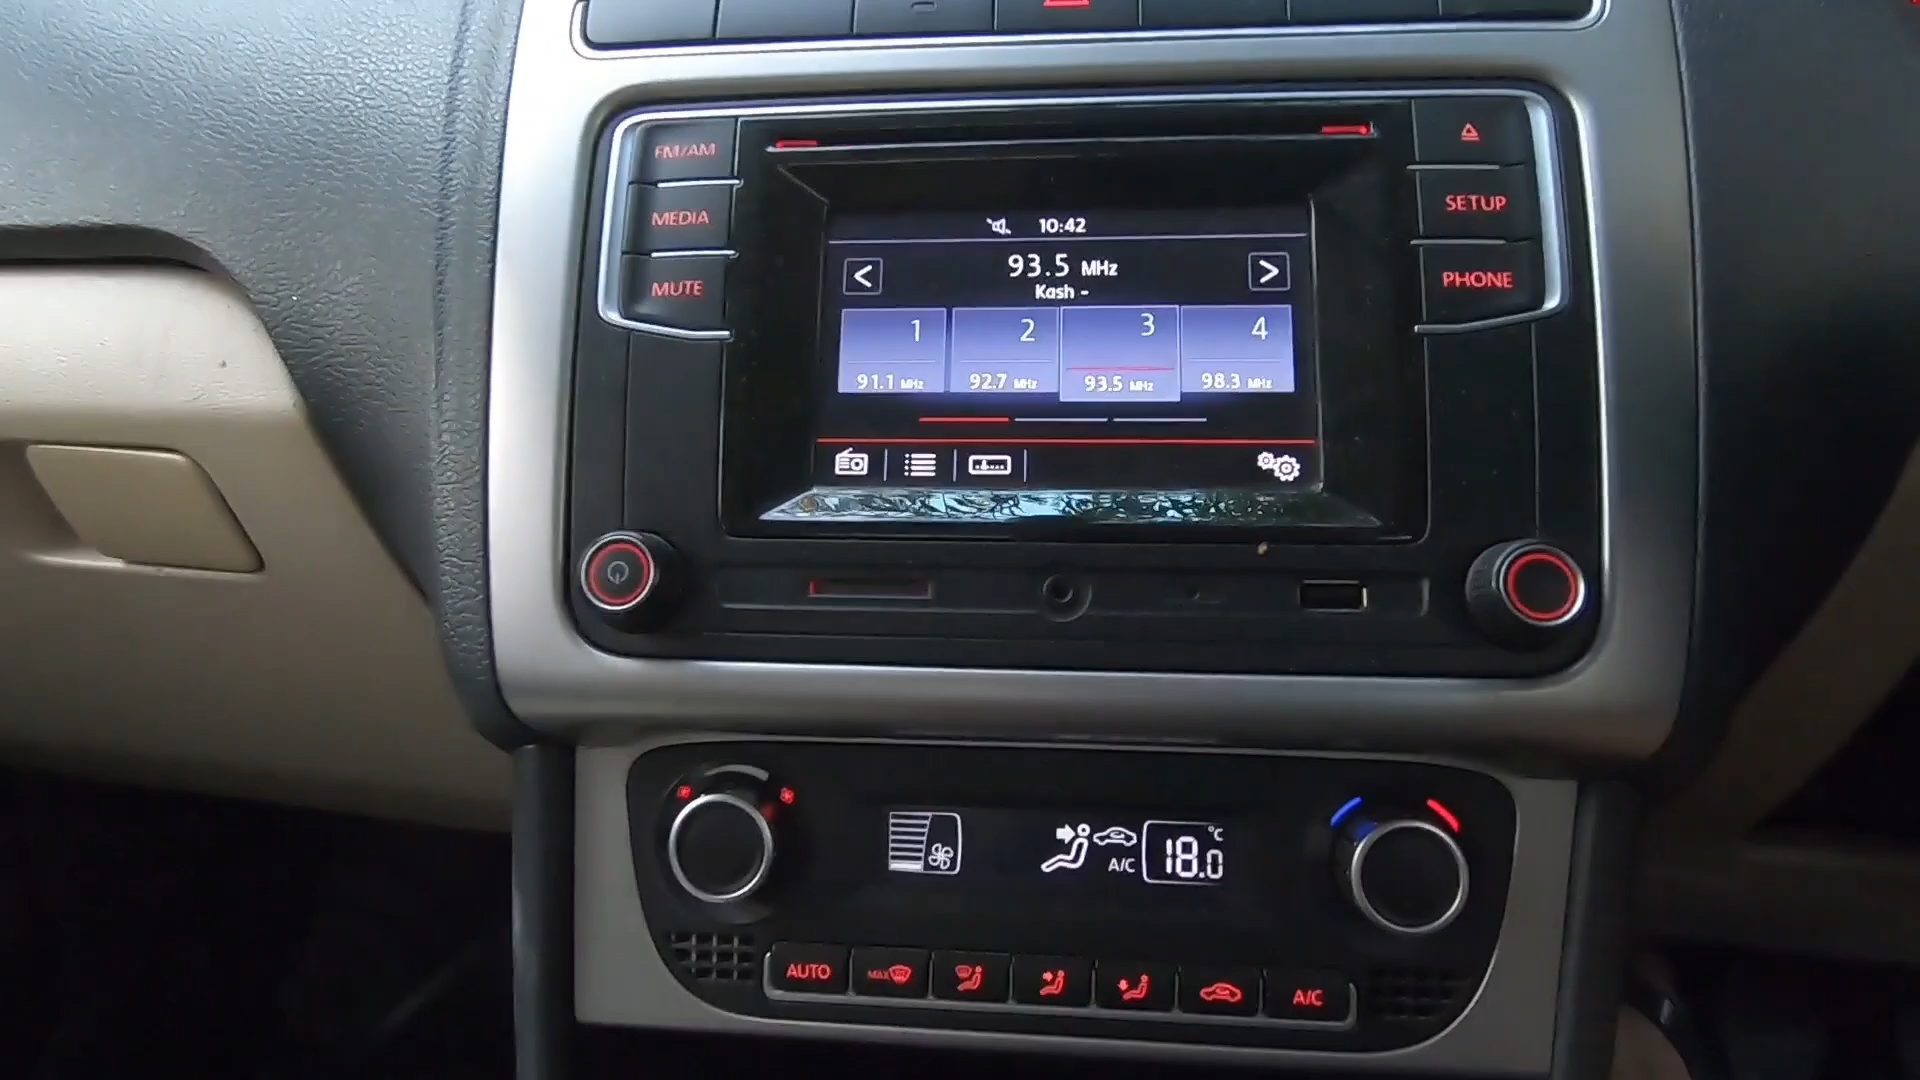 FM/AM
MEDIA
MUTE
SETUP
PHONE
10:42
93.5 MHz
Kash -
1 2 3 4
91.1 MHz 92.7 MHz 93.5 MHz 98.3 MHz
A/C 18.0 °C
AUTO MAX A/C